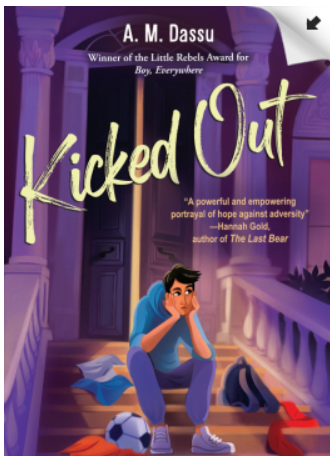 A. M. Dassu
Winner of the Little Rebels Award for
Boy, Everywhere
Kicked Out
“A powerful and empowering
portrayal of hope against adversity”
—Hannah Gold,
author of The Last Bear